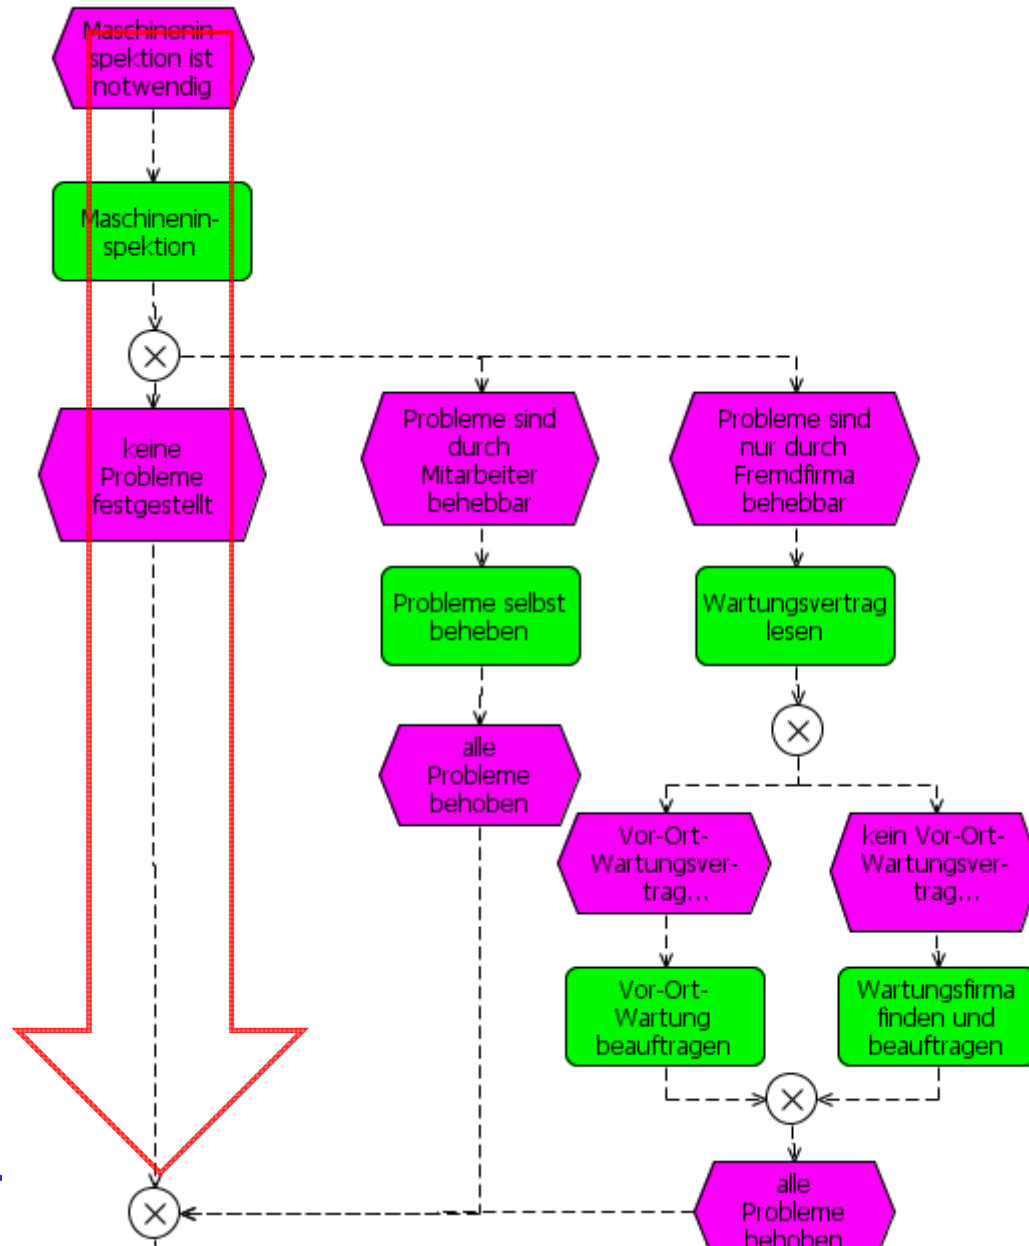 Maschinenin-
spektion ist
notwendig
Maschinenin-
spektion
keine
Probleme
festgestellt
Probleme sind
durch
Mitarbeiter
behebbar
Probleme sind
nur durch
Fremdfirma
behebbar
Probleme selbst
beheben
Wartungsvertrag
lesen
alle
Probleme
behoben
Vor-Ort-
Wartungsver-
trag...
kein Vor-Ort-
Wartungsver-
trag...
Vor-Ort-
Wartung
beauftragen
Wartungsfirma
finden und
beauftragen
alle
Probleme
behoben